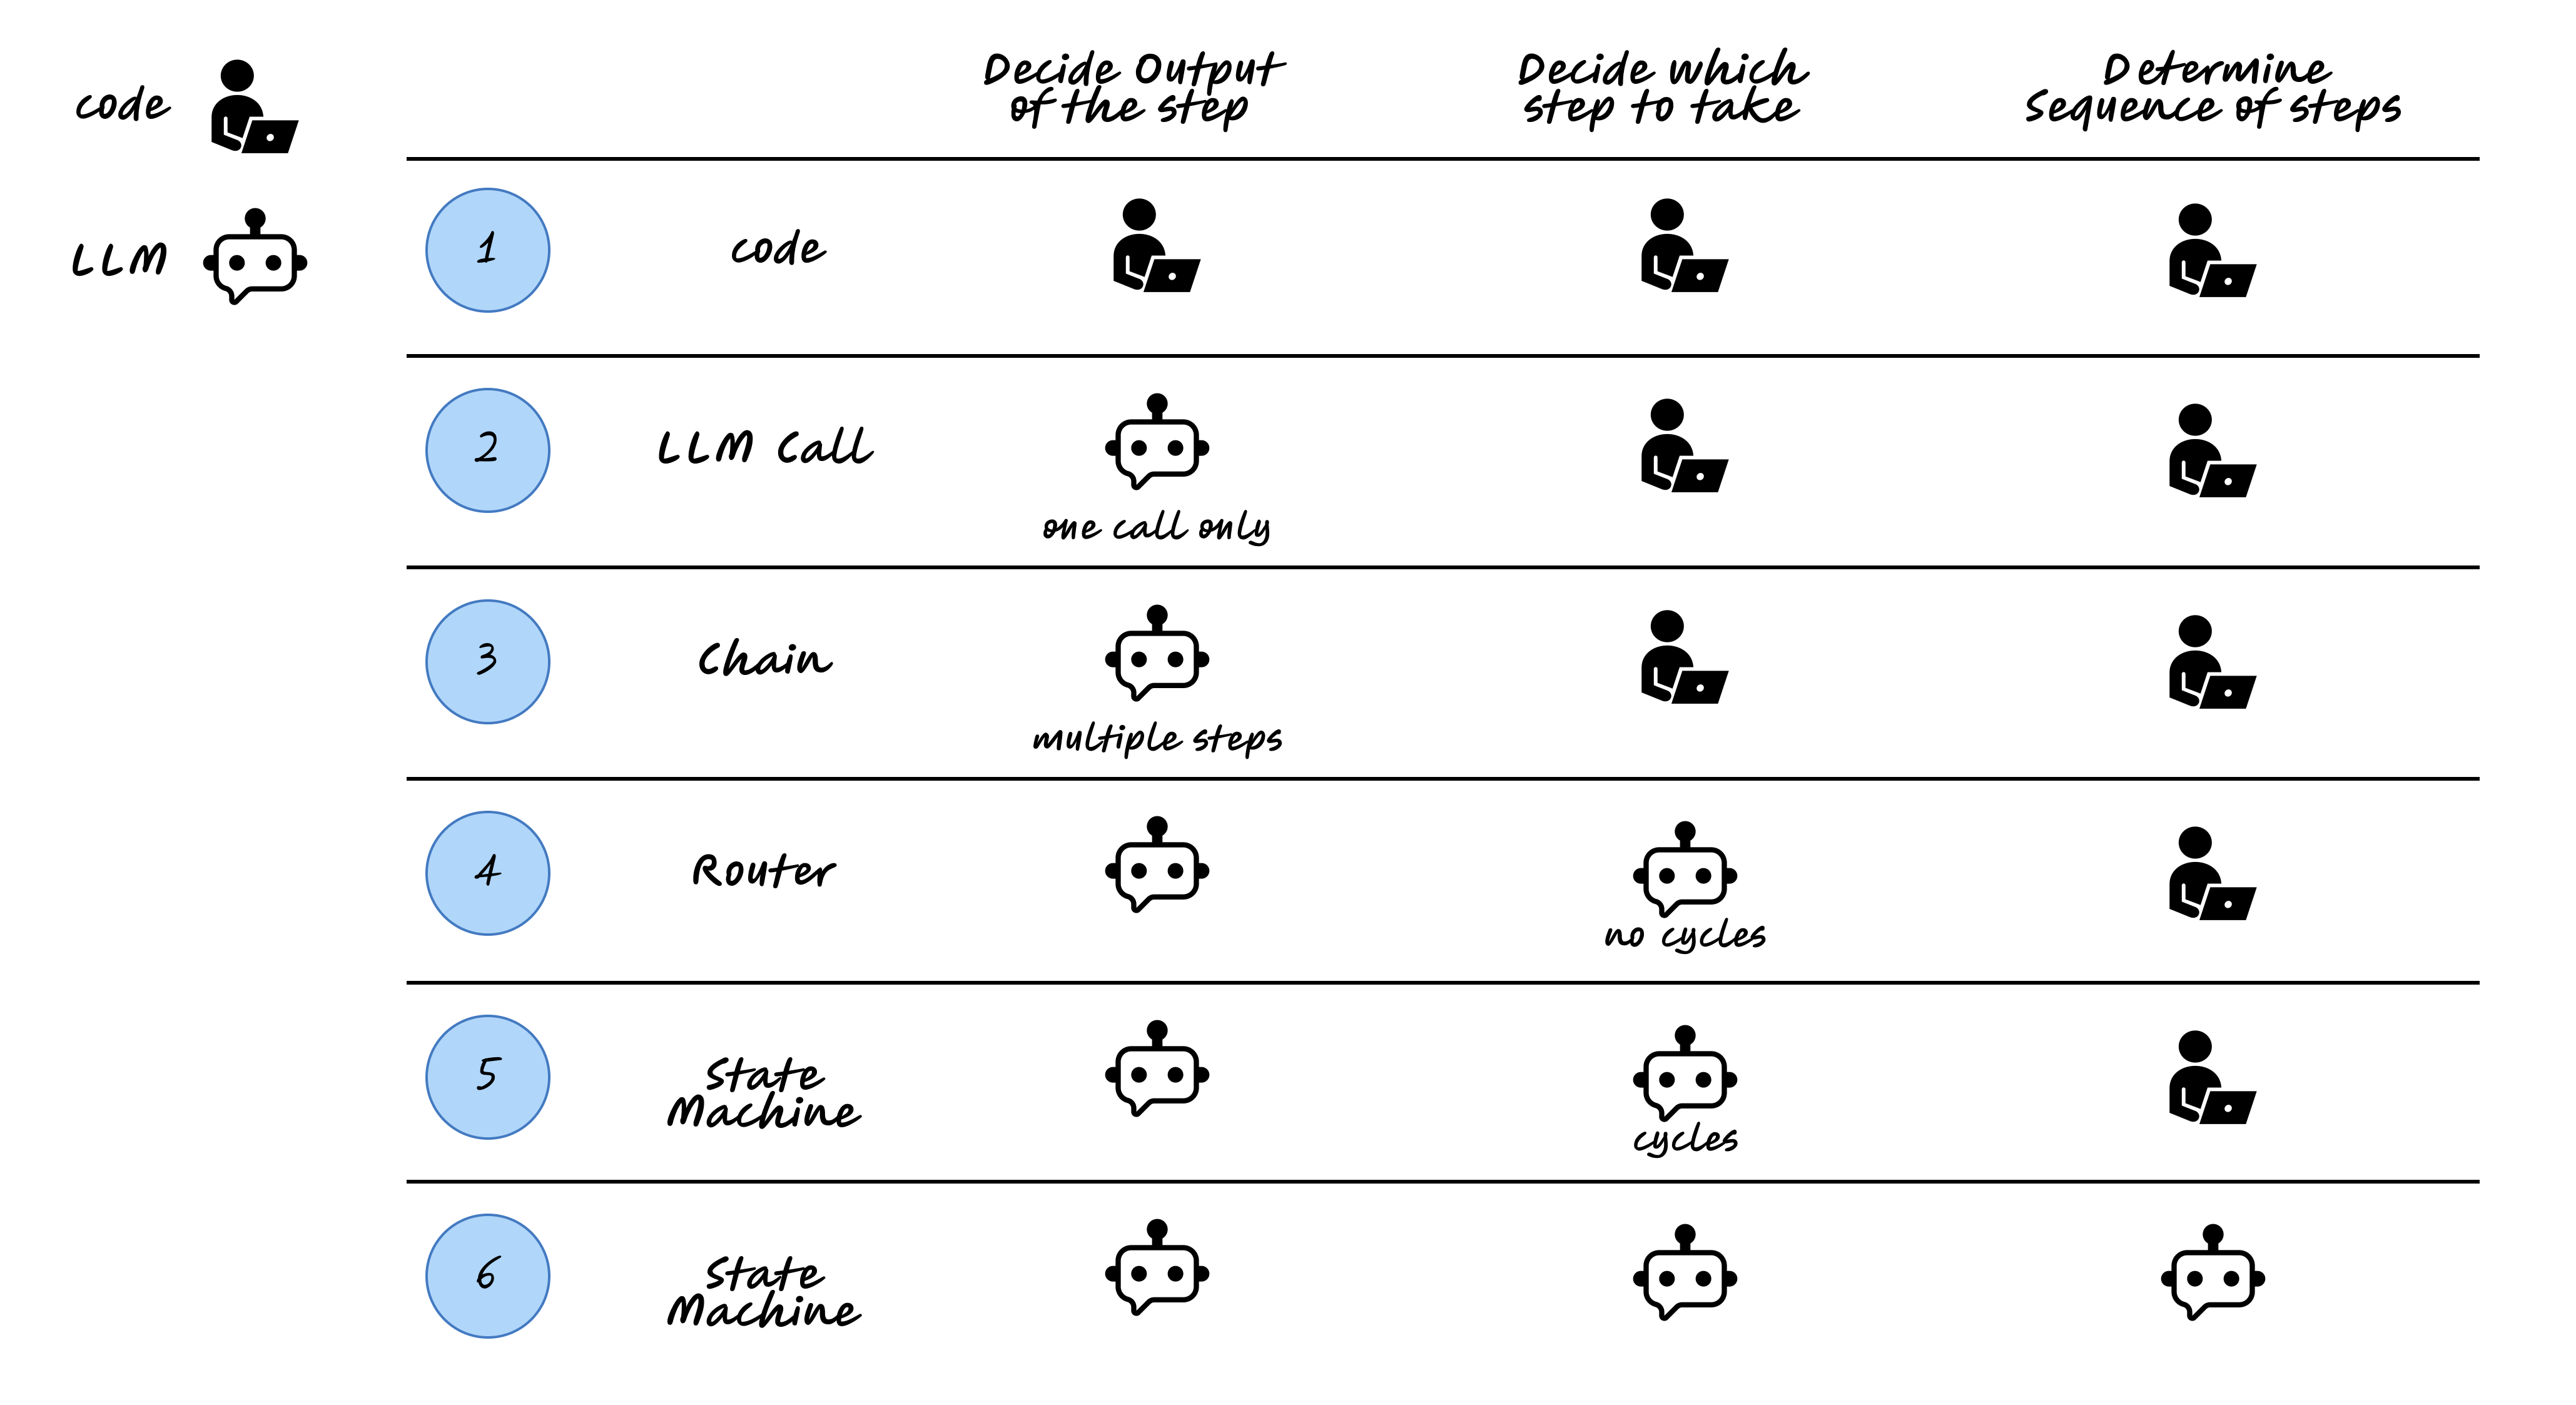 code
LLM
Decide Output
of the step
Decide which
step to take
Determine
Sequence of steps
1
code
2
LLM Call
one call only
3
Chain
multiple steps
4
Router
no cycles
5
State
Machine
cycles
6
State
Machine